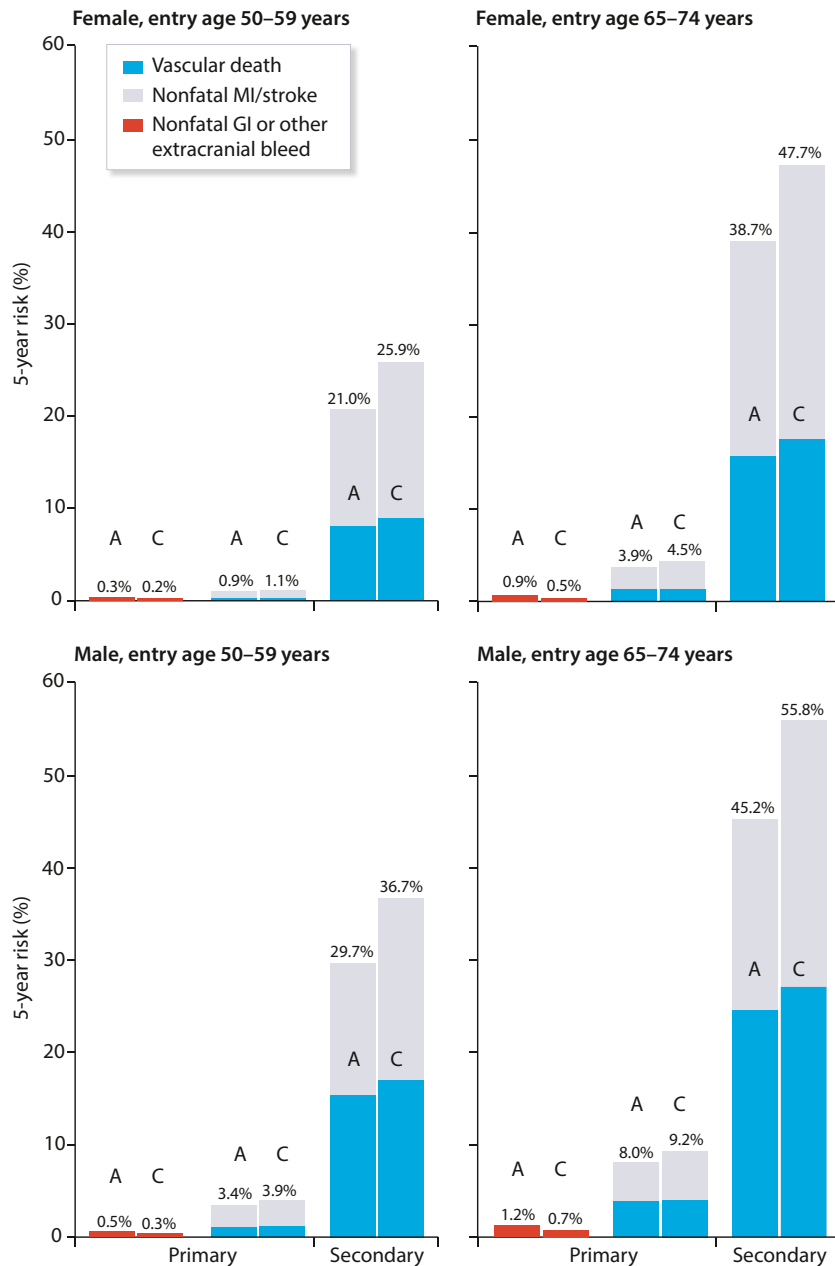 Female, entry age 50–59 years
60
50
40
30
20
10
0
5-year risk (%)
Vascular death
Nonfatal MI/stroke
Nonfatal GI or other
extracranial bleed
A C A C A C
0.3% 0.2% 0.9% 1.1% 21.0% 25.9%
Female, entry age 65–74 years
A C A C A C
0.9% 0.5% 3.9% 4.5% 38.7% 47.7%
Male, entry age 50–59 years
60
50
40
30
20
10
0
5-year risk (%)
A C A C A C
0.5% 0.3% 3.4% 3.9% 29.7% 36.7%
Primary Secondary
Male, entry age 65–74 years
A C A C A C
1.2% 0.7% 8.0% 9.2% 45.2% 55.8%
Primary Secondary